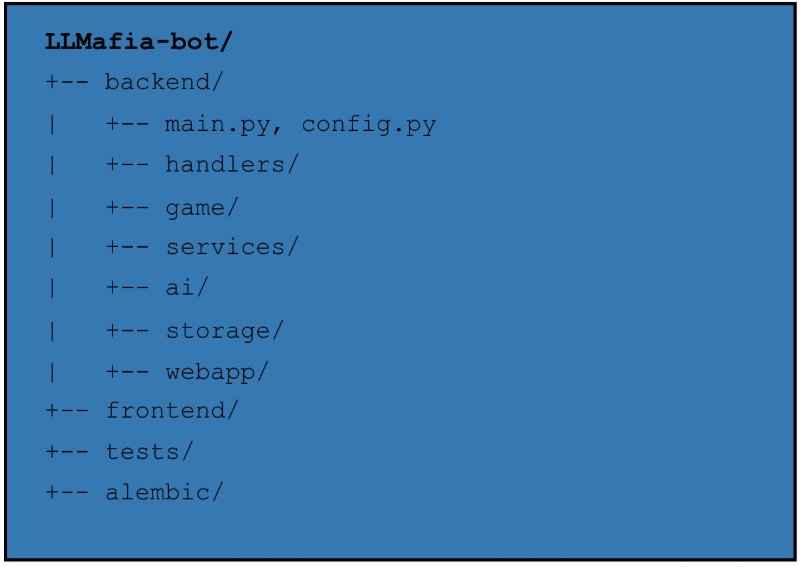 LLMafia-bot/
+-- backend/
|   +-- main.py, config.py
|   +-- handlers/
|   +-- game/
|   +-- services/
|   +-- ai/
|   +-- storage/
|   +-- webapp/
+-- frontend/
+-- tests/
+-- alembic/